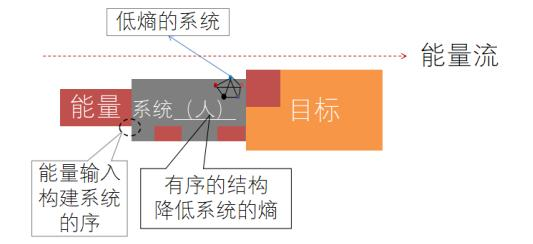 低熵的系统
能量流
能量
系统（人）
目标
能量输入
构建系统
的序
有序的结构
降低系统的熵